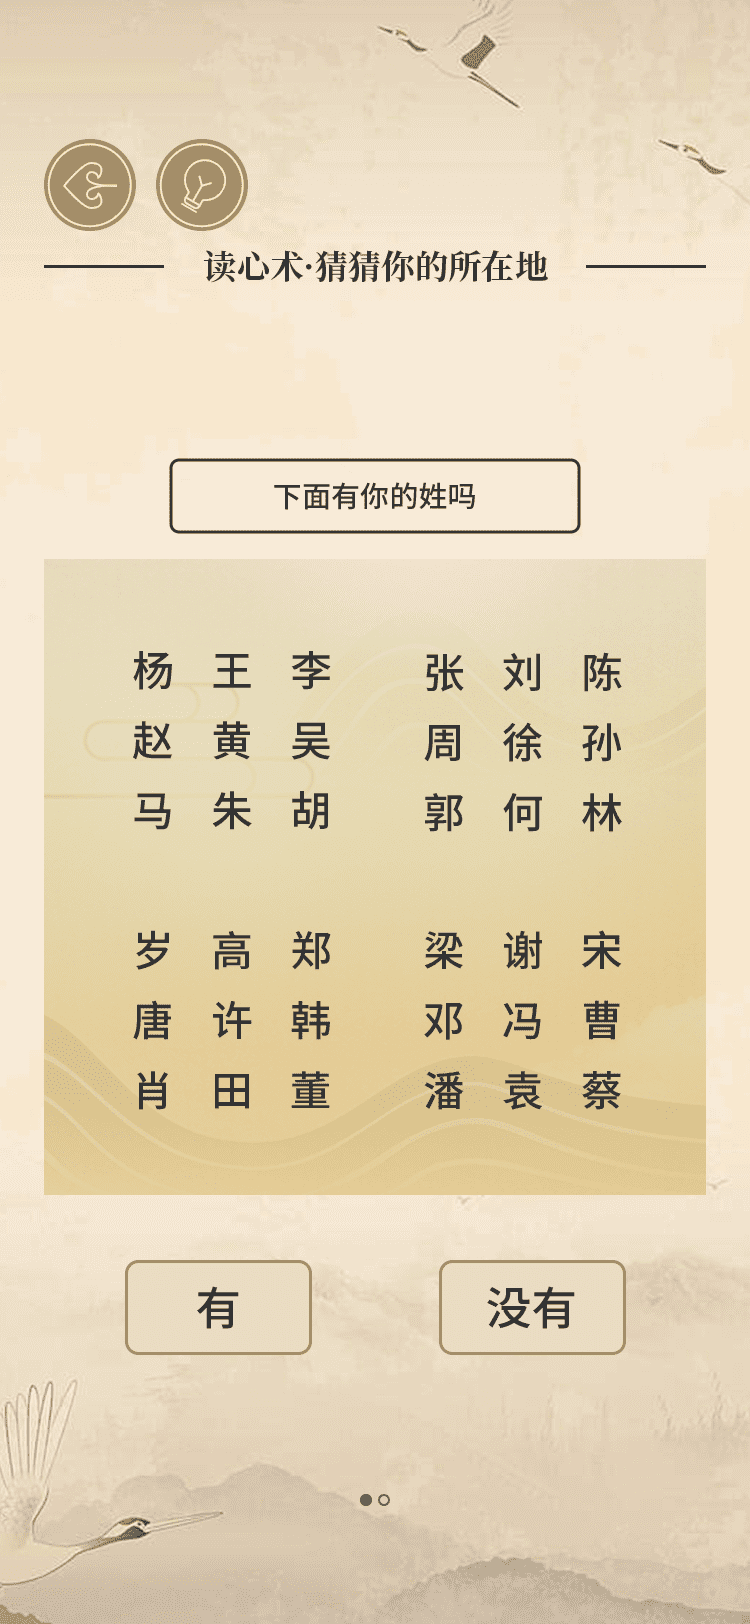 读心术·猜猜你的所在地
下面有你的姓吗
杨 王 李 张 刘 陈
赵 黄 吴 周 徐 孙
马 朱 胡 郭 何 林
岁 高 郑 梁 谢 宋
唐 许 韩 邓 冯 曹
肖 田 董 潘 袁 蔡
有 没有